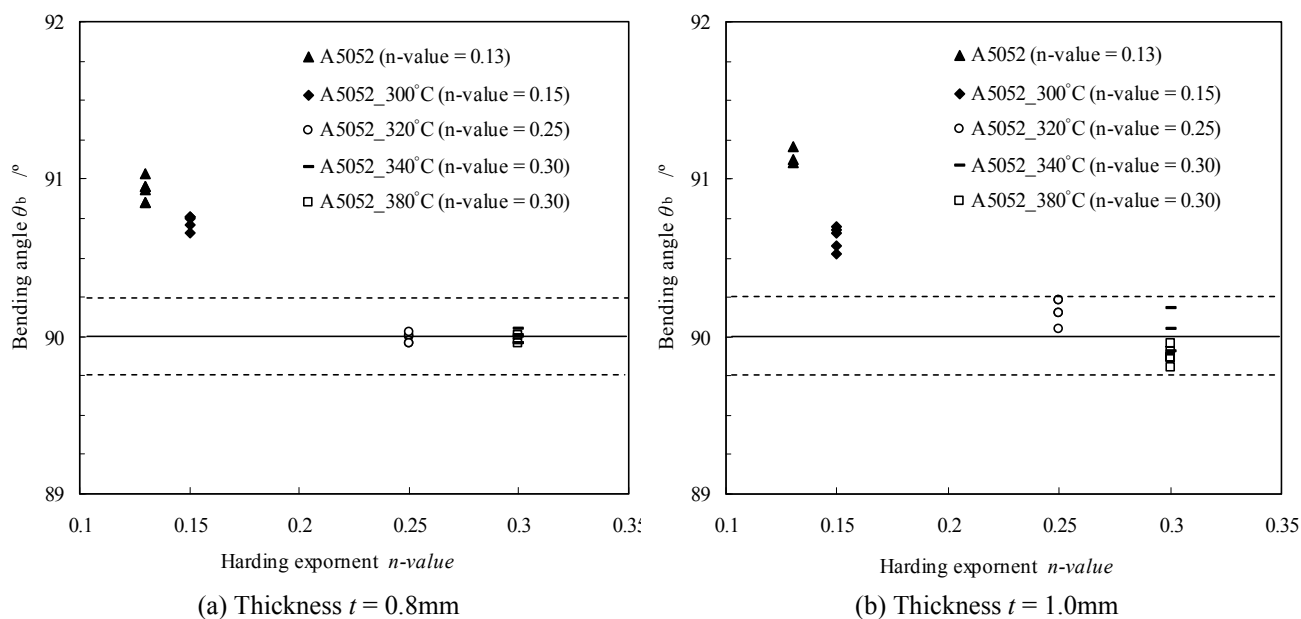 92
91
90
89
Bending angle θb /º
▲ A5052 (n-value = 0.13)
◆ A5052_300°C (n-value = 0.15)
○ A5052_320°C (n-value = 0.25)
- A5052_340°C (n-value = 0.30)
□ A5052_380°C (n-value = 0.30)
0.1 0.15 0.2 0.25 0.3 0.35
Harding expornent n-value
(a) Thickness t = 0.8mm
92
91
90
89
Bending angle θb /º
▲ A5052 (n-value = 0.13)
◆ A5052_300°C (n-value = 0.15)
○ A5052_320°C (n-value = 0.25)
- A5052_340°C (n-value = 0.30)
□ A5052_380°C (n-value = 0.30)
0.1 0.15 0.2 0.25 0.3 0.35
Harding expornent n-value
(b) Thickness t = 1.0mm